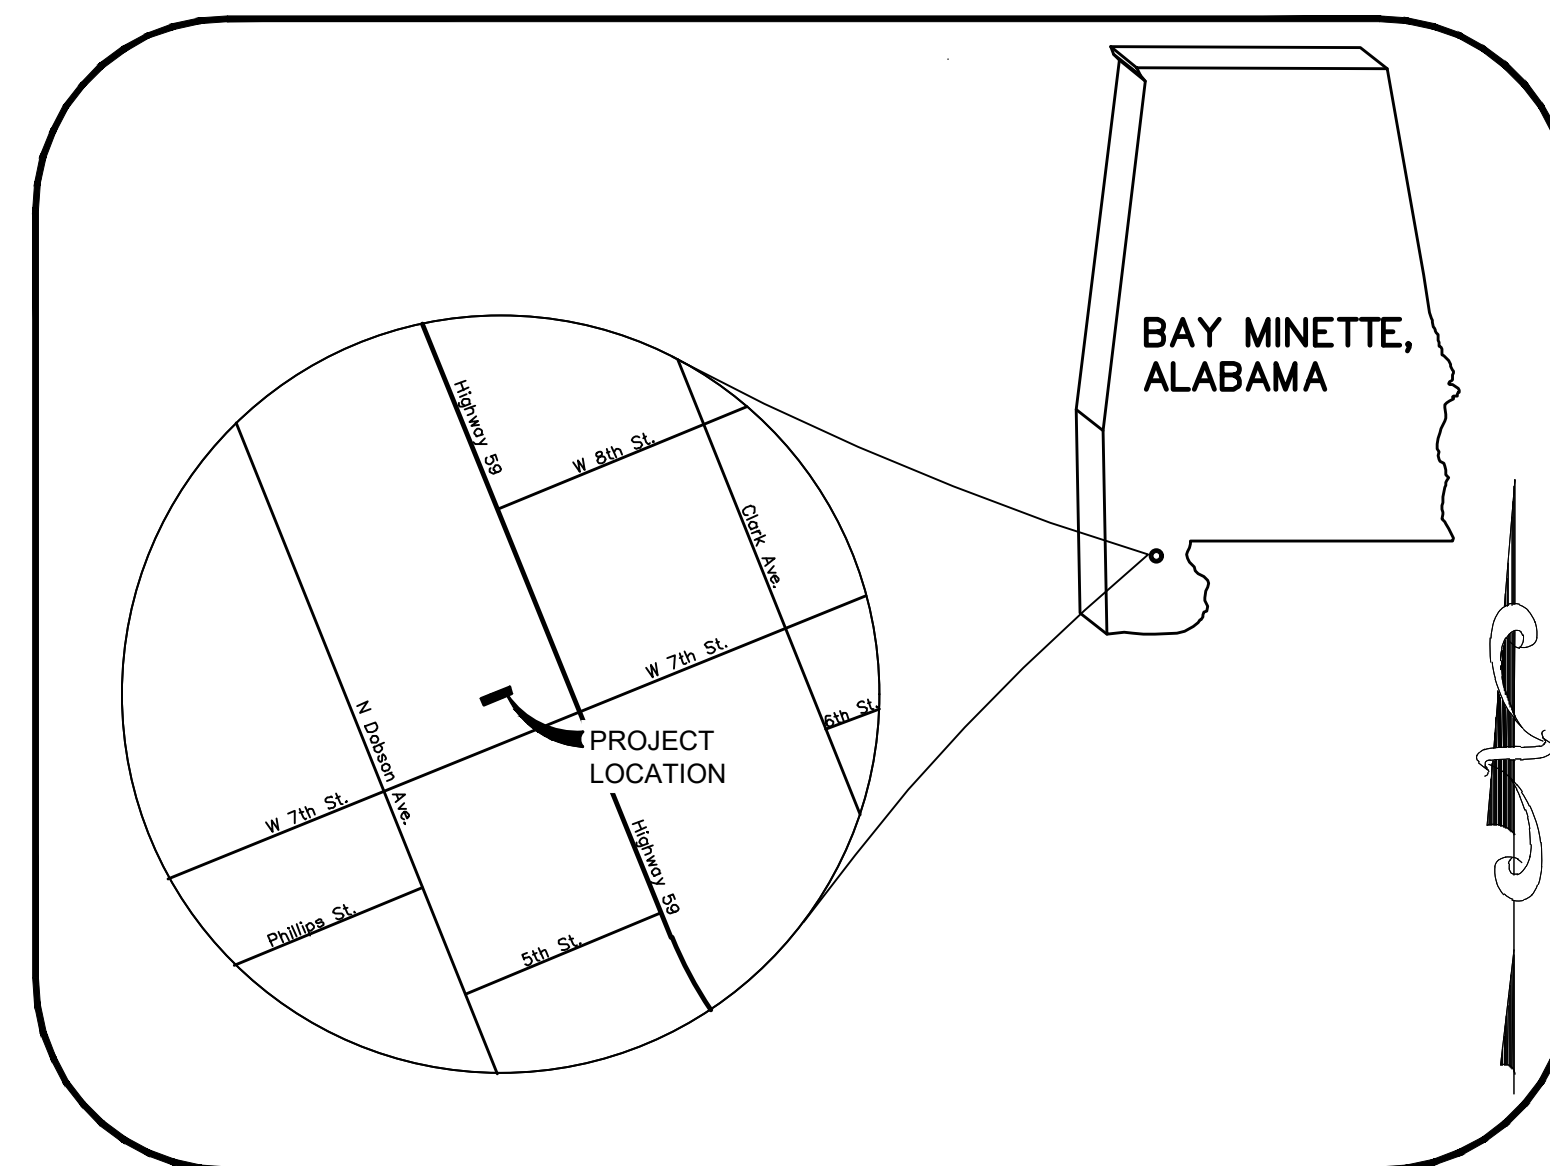 BAY MINETTE,
ALABAMA
Highway 59
W 8th St.
Clark Ave.
W 7th St.
6th St.
N Dobson Ave.
PROJECT
LOCATION
W 7th St.
Highway 59
Phillips St.
5th St.